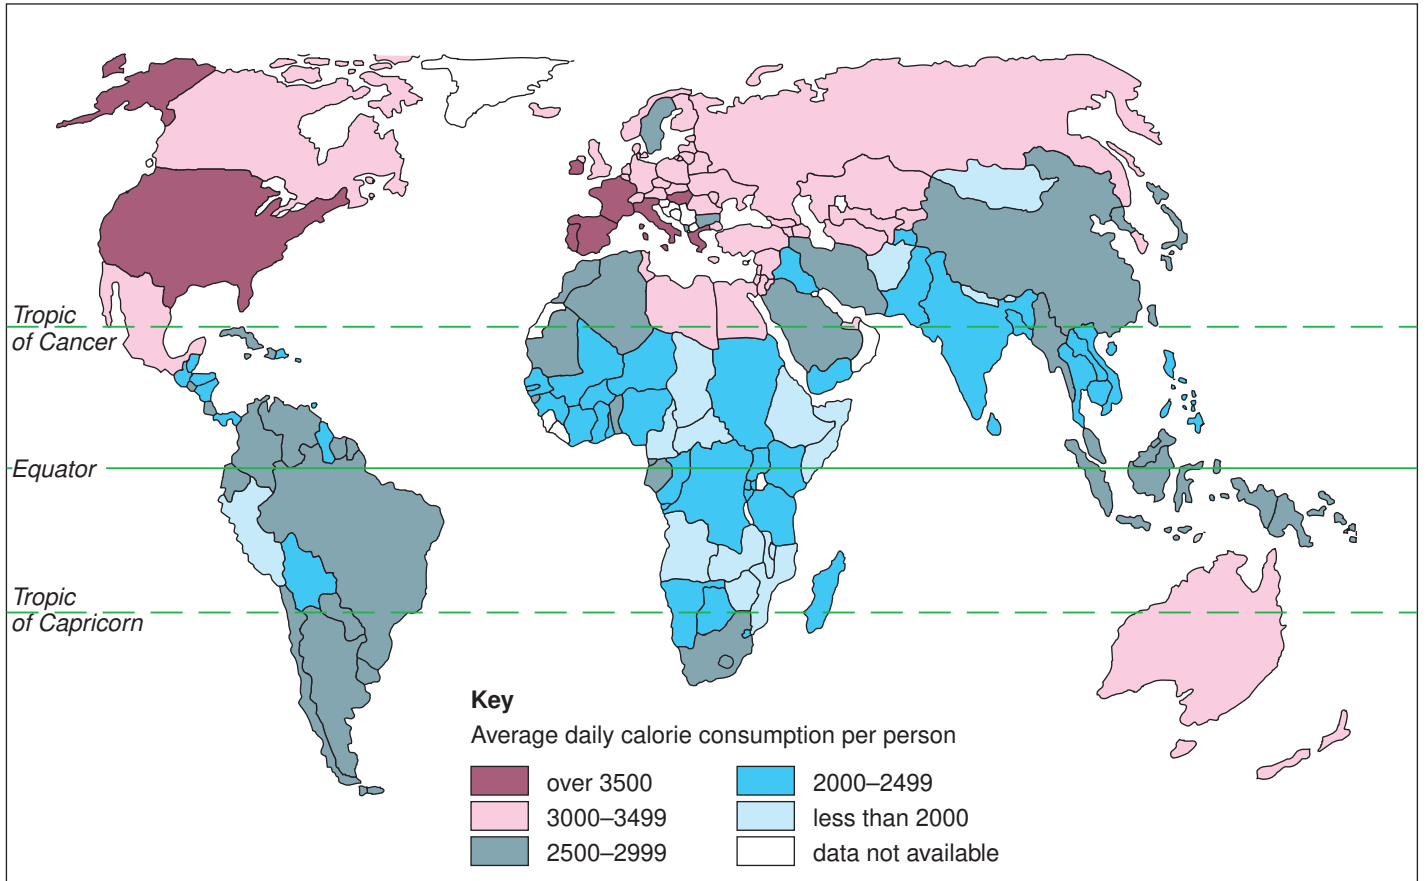 Tropic
of Cancer
Equator
Tropic
of Capricorn
Key
Average daily calorie consumption per person
over 3500
3000–3499
2500–2999
2000–2499
less than 2000
data not available